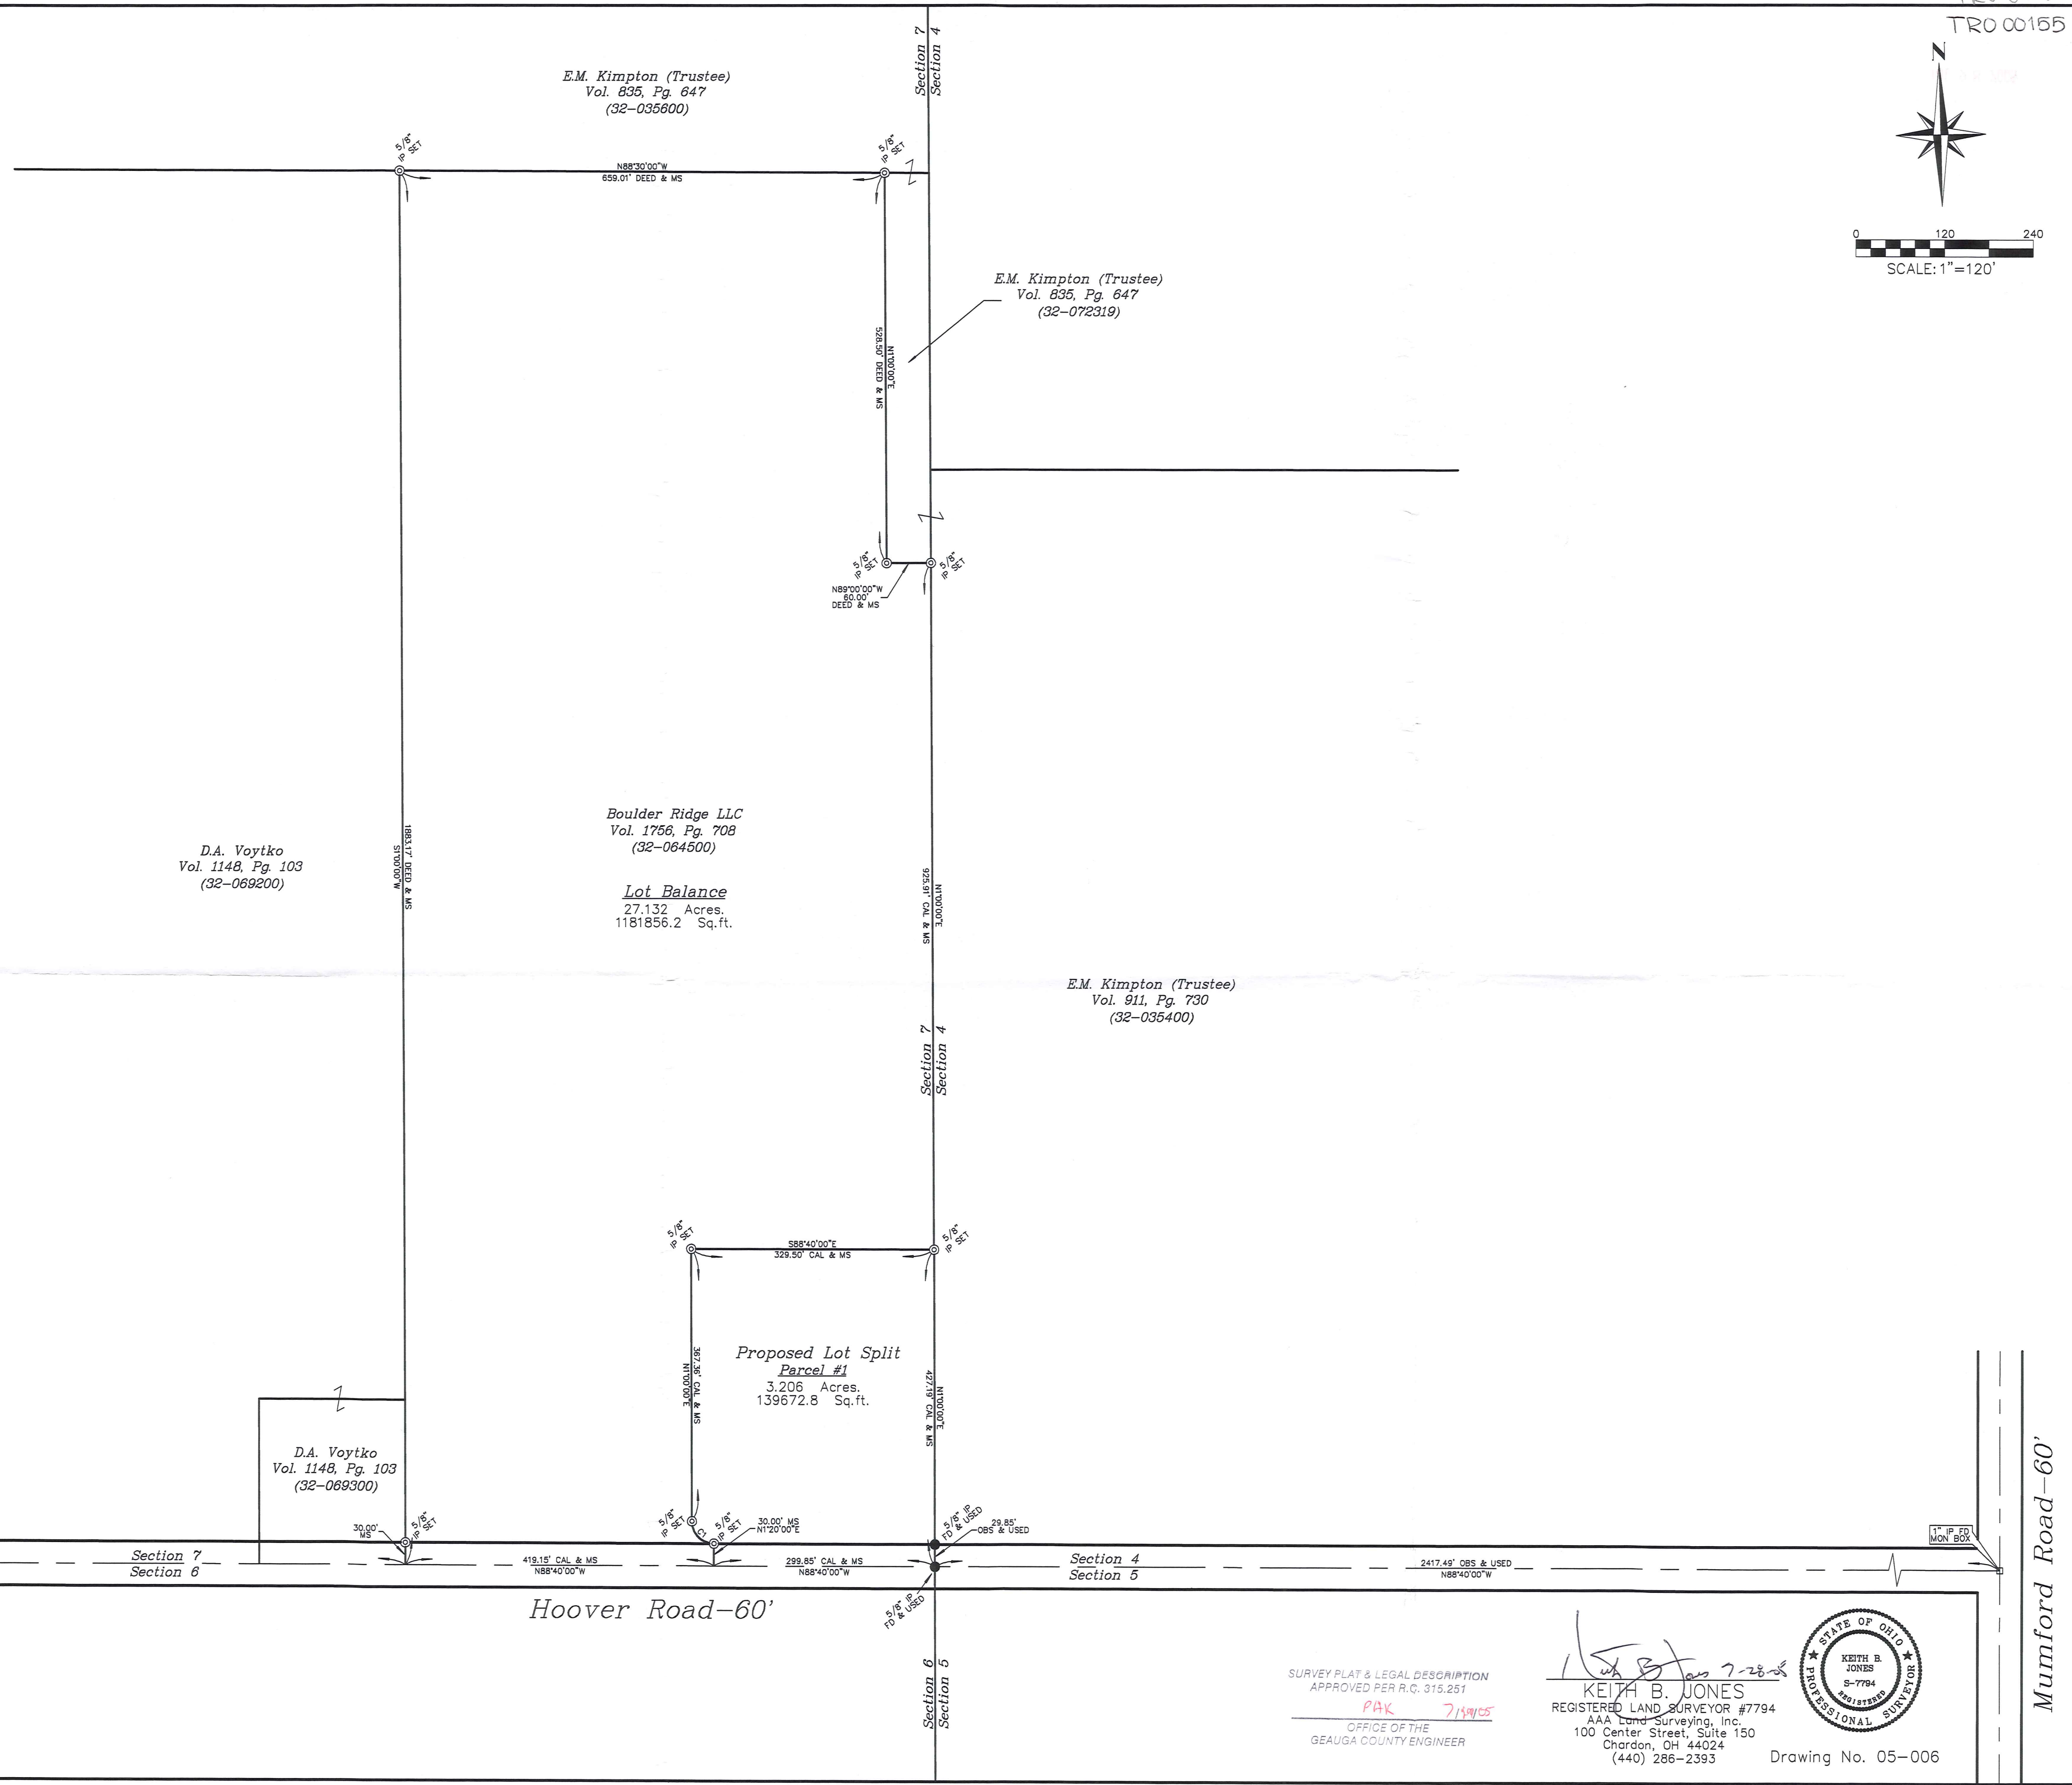 TRO 00155
N
0 120 240
SCALE: 1"=120'
Section 7
Section 4
E.M. Kimpton (Trustee)
Vol. 835, Pg. 647
(32-035600)
5/8"
IP SET
5/8"
IP SET
N88°30'00"W
659.01' DEED & MS
E.M. Kimpton (Trustee)
Vol. 835, Pg. 647
(32-072319)
N1°00'00"E
528.50' DEED & MS
5/8"
IP SET
5/8"
IP SET
N89°00'00"W
60.00'
DEED & MS
D.A. Voytko
Vol. 1148, Pg. 103
(32-069200)
1883.17' DEED & MS
S1°00'00"W
Boulder Ridge LLC
Vol. 1756, Pg. 708
(32-064500)
Lot Balance
27.132 Acres.
1181856.2 Sq.ft.
N1°00'00"E
925.91' CAL & MS
E.M. Kimpton (Trustee)
Vol. 911, Pg. 730
(32-035400)
Section 7
Section 4
5/8"
IP SET
5/8"
IP SET
S88°40'00"E
329.50' CAL & MS
367.36' CAL & MS
N1°00'00"E
Proposed Lot Split
Parcel #1
3.206 Acres.
139672.8 Sq.ft.
N1°00'00"E
427.19' CAL & MS
D.A. Voytko
Vol. 1148, Pg. 103
(32-069300)
30.00'
MS
5/8"
IP SET
5/8"
IP SET
C1
5/8"
IP SET
30.00' MS
N1°20'00"E
5/8" IP
FD & USED
29.85'
OBS & USED
Section 7
Section 6
419.15' CAL & MS
N88°40'00"W
299.85' CAL & MS
N88°40'00"W
Section 4
Section 5
2417.49' OBS & USED
N88°40'00"W
1" IP FD
MON BOX
Hoover Road-60'
5/8" IP
FD & USED
Mumford Road-60'
Section 6
Section 5
SURVEY PLAT & LEGAL DESCRIPTION
APPROVED PER R.C. 315.251
PAK
OFFICE OF THE
GEAUGA COUNTY ENGINEER
7-28-05
KEITH B. JONES
REGISTERED LAND SURVEYOR #7794
AAA Land Surveying, Inc.
100 Center Street, Suite 150
Chardon, OH 44024
(440) 286-2393
STATE OF OHIO
KEITH B.
JONES
S-7794
REGISTERED
PROFESSIONAL SURVEYOR
Drawing No. 05-006